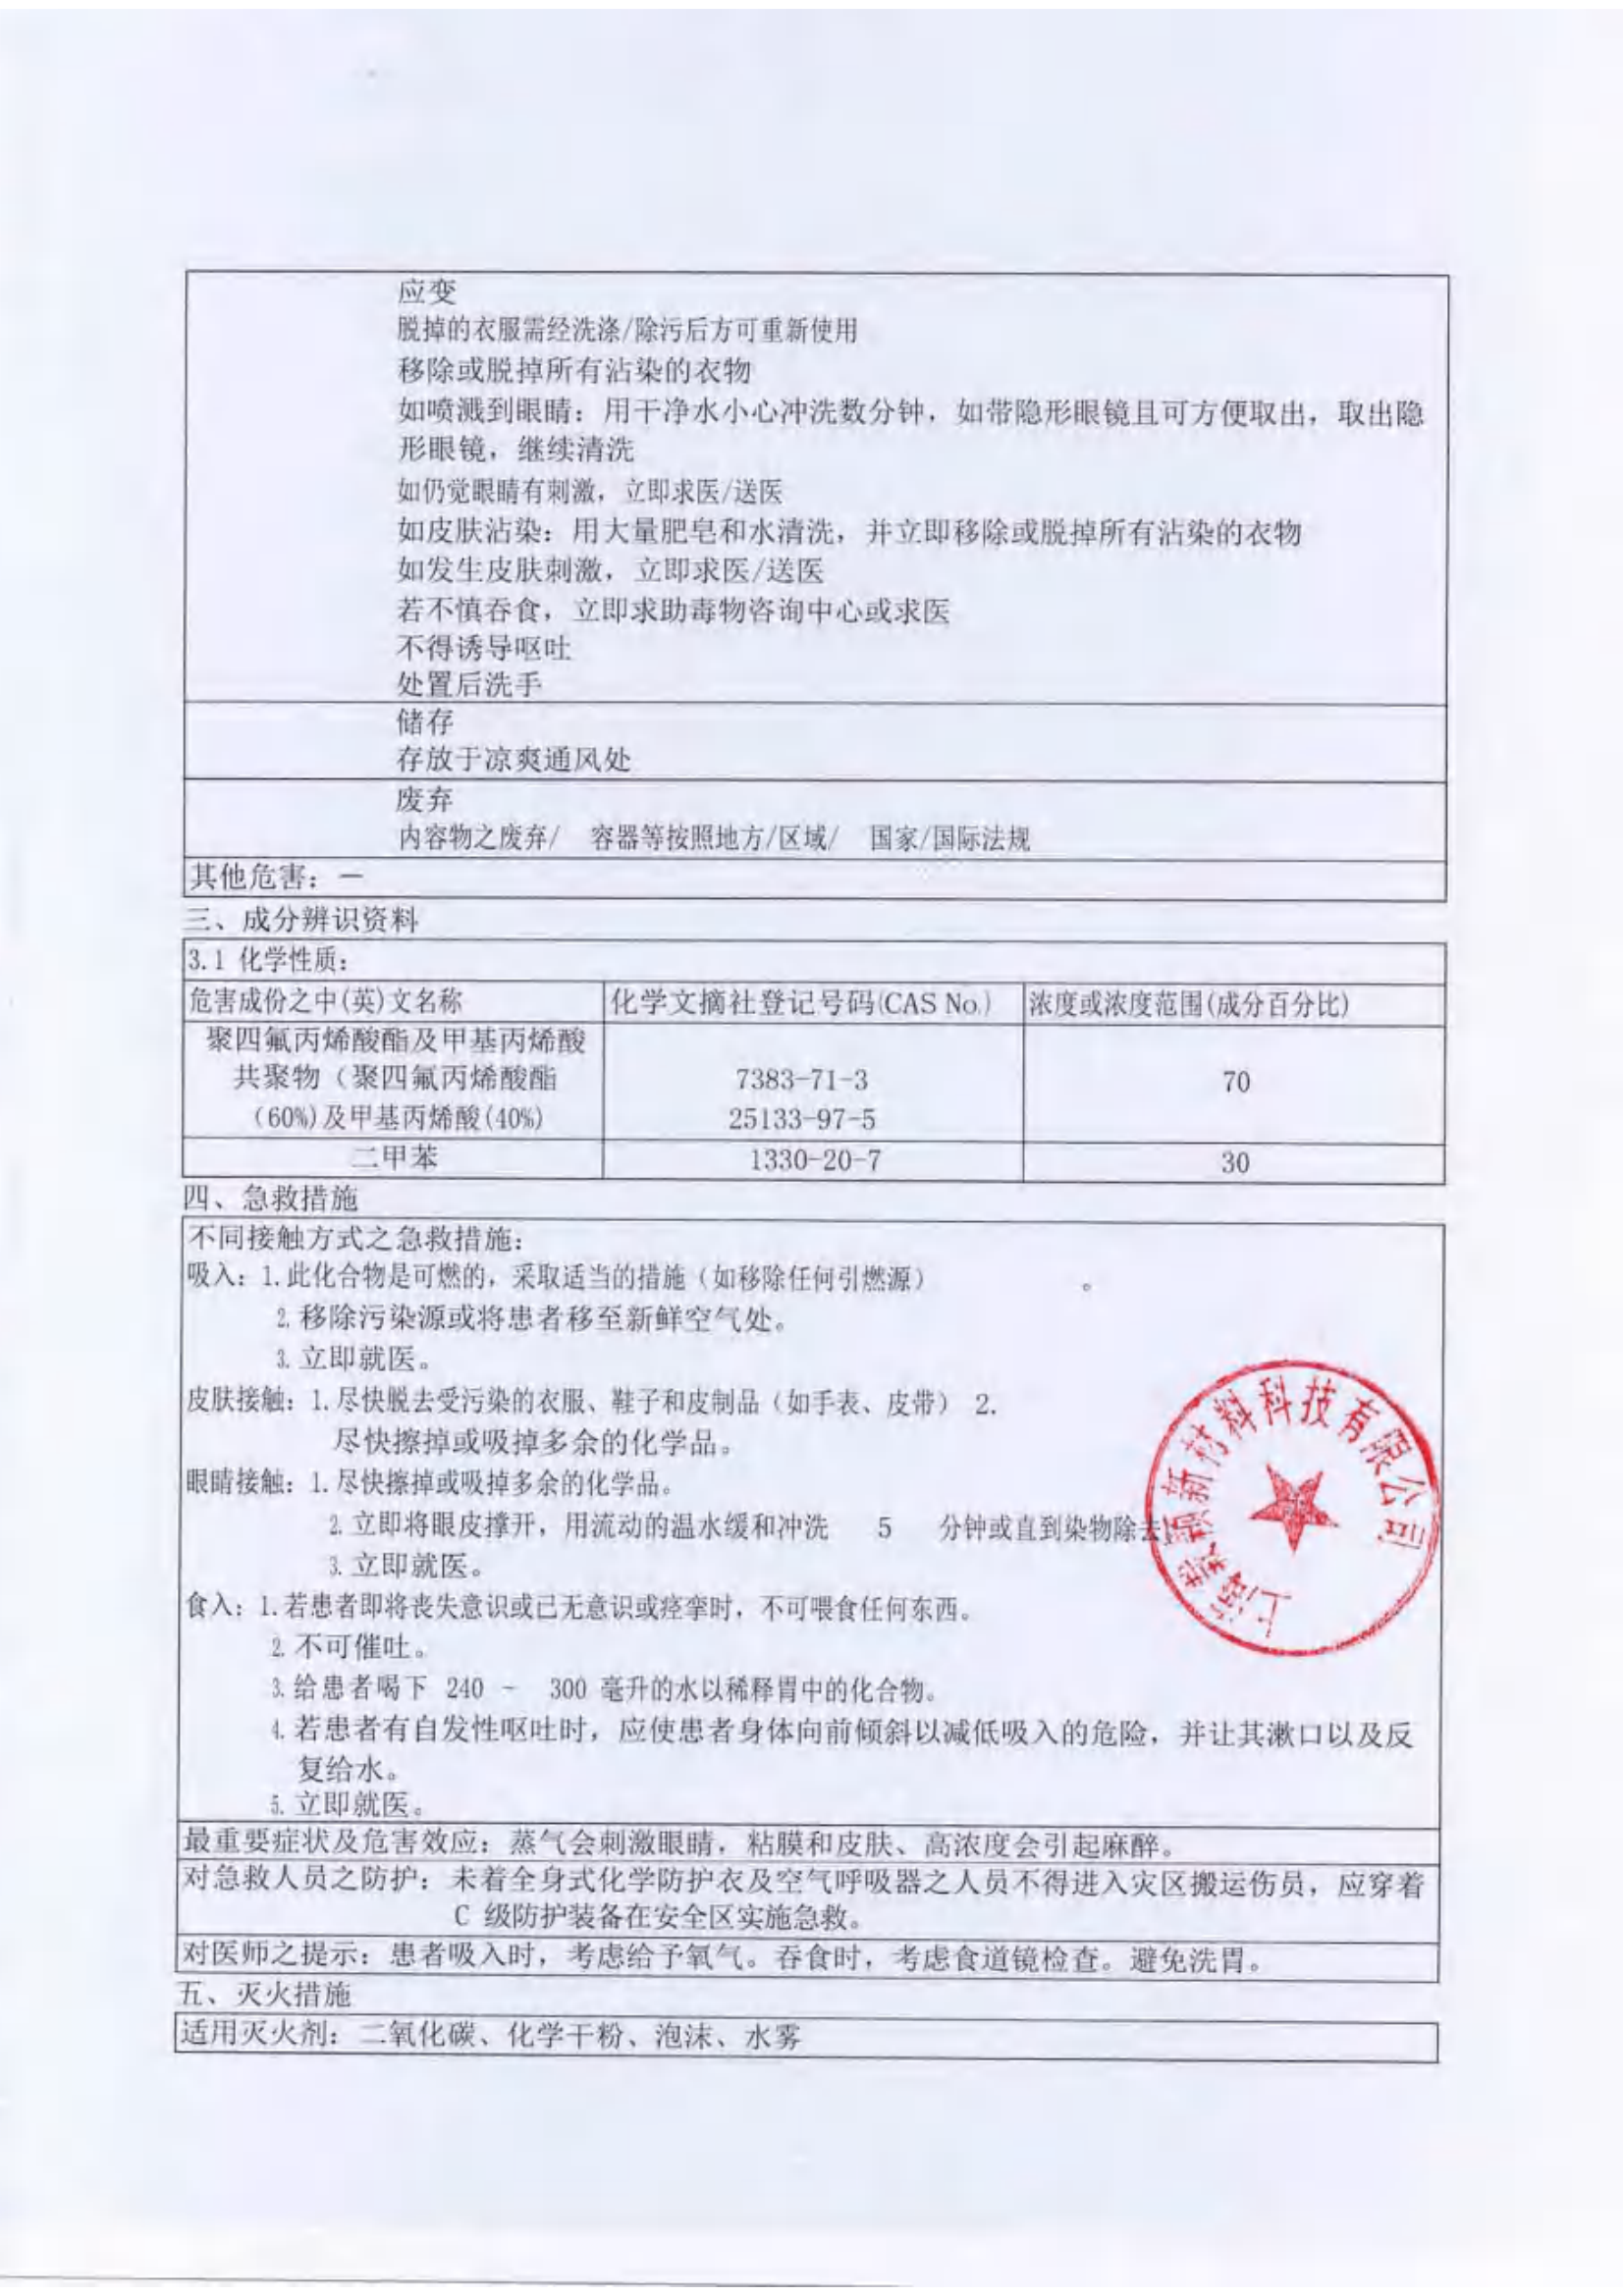 应变
脱掉的衣服需经洗涤/除污后方可重新使用
移除或脱掉所有沾染的衣物
如喷溅到眼睛：用干净水小心冲洗数分钟，如带隐形眼镜且可方便取出，取出隐
形眼镜，继续清洗
如仍觉眼睛有刺激，立即求医/送医
如皮肤沾染：用大量肥皂和水清洗，并立即移除或脱掉所有沾染的衣物
如发生皮肤刺激，立即求医/送医
若不慎吞食，立即求助毒物咨询中心或求医
不得诱导呕吐
处置后洗手
储存
存放于凉爽通风处
废弃
内容物之废弃/ 容器等按照地方/区域/ 国家/国际法规
其他危害：—
三、成分辨识资料
3.1 化学性质：
危害成份之中(英)文名称 化学文摘社登记号码(CAS No.) 浓度或浓度范围(成分百分比)
聚四氟丙烯酸酯及甲基丙烯酸
共聚物（聚四氟丙烯酸酯 7383-71-3 70
（60%)及甲基丙烯酸(40%) 25133-97-5
二甲苯 1330-20-7 30
四、急救措施
不同接触方式之急救措施：
吸入：1.此化合物是可燃的，采取适当的措施（如移除任何引燃源） 。
2.移除污染源或将患者移至新鲜空气处。
3.立即就医。
皮肤接触：1.尽快脱去受污染的衣服、鞋子和皮制品（如手表、皮带） 2.
尽快擦掉或吸掉多余的化学品。
眼睛接触：1.尽快擦掉或吸掉多余的化学品。
2.立即将眼皮撑开，用流动的温水缓和冲洗 5 分钟或直到染物除去
3.立即就医。
食入：1.若患者即将丧失意识或已无意识或痉挛时，不可喂食任何东西。
2.不可催吐。
3.给患者喝下 240 - 300 毫升的水以稀释胃中的化合物。
4.若患者有自发性呕吐时，应使患者身体向前倾斜以减低吸入的危险，并让其漱口以及反
复给水。
5.立即就医。
最重要症状及危害效应：蒸气会刺激眼睛，粘膜和皮肤、高浓度会引起麻醉。
对急救人员之防护：未着全身式化学防护衣及空气呼吸器之人员不得进入灾区搬运伤员，应穿着
C 级防护装备在安全区实施急救。
对医师之提示：患者吸入时，考虑给予氧气。吞食时，考虑食道镜检查。避免洗胃。
五、灭火措施
适用灭火剂：二氧化碳、化学干粉、泡沫、水雾
新材料科技有限公司